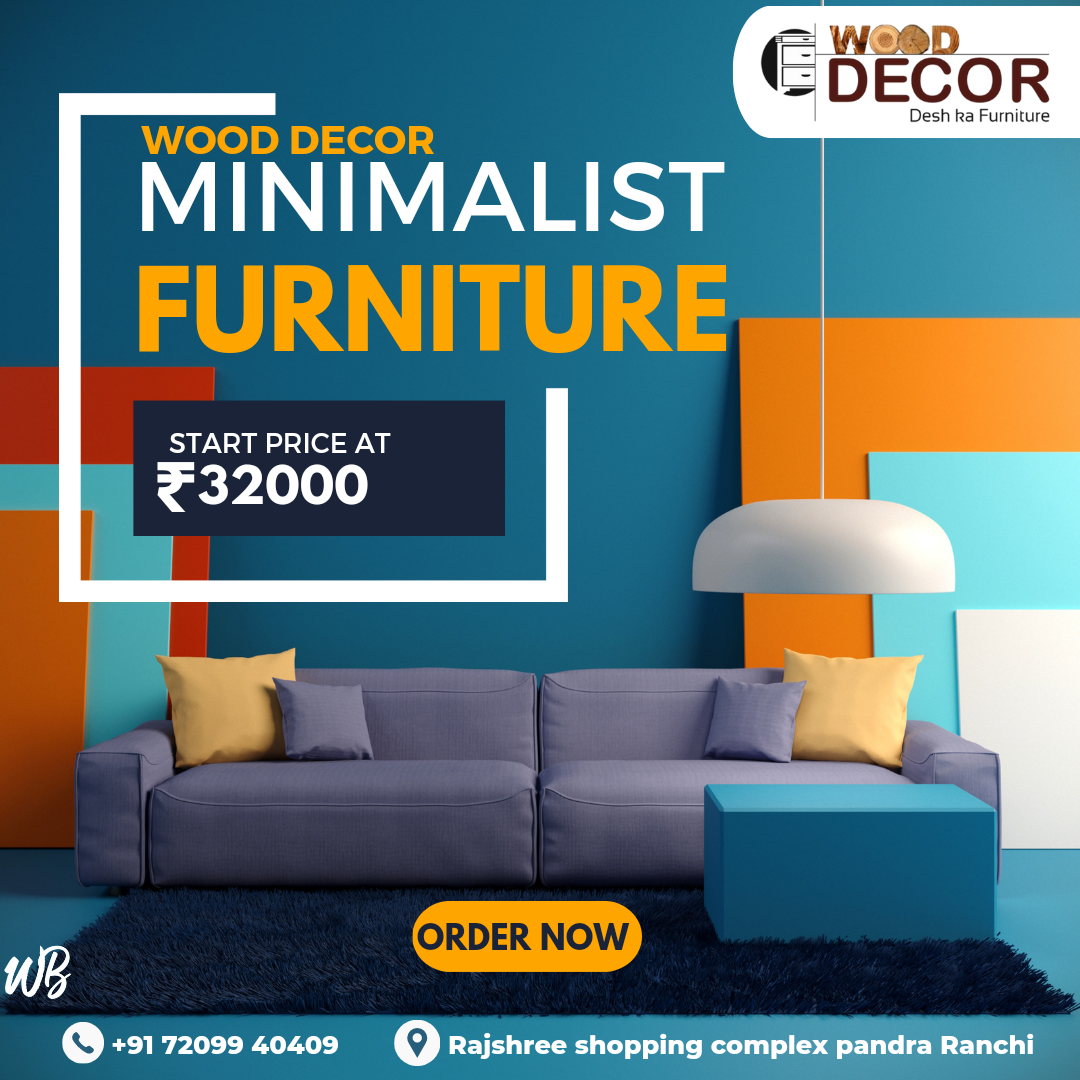 WOOD
DECOR
Desh ka Furniture
WOOD DECOR
MINIMALIST
FURNITURE
START PRICE AT
₹32000
ORDER NOW
WB
+91 72099 40409
Rajshree shopping complex pandra Ranchi